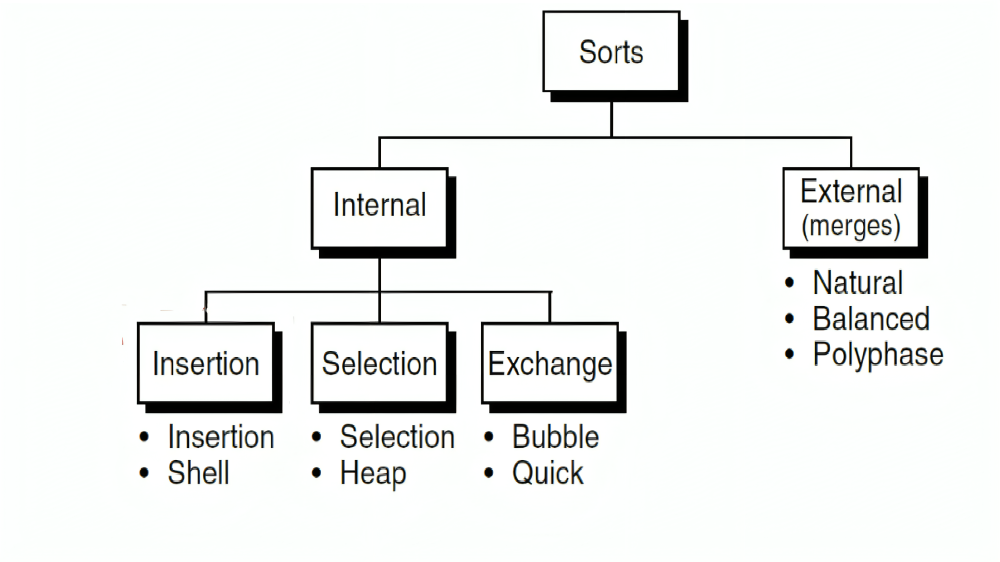 Sorts
Internal
External
(merges)
• Natural
• Balanced
• Polyphase
Insertion
Selection
Exchange
• Insertion
• Shell
• Selection
• Heap
• Bubble
• Quick